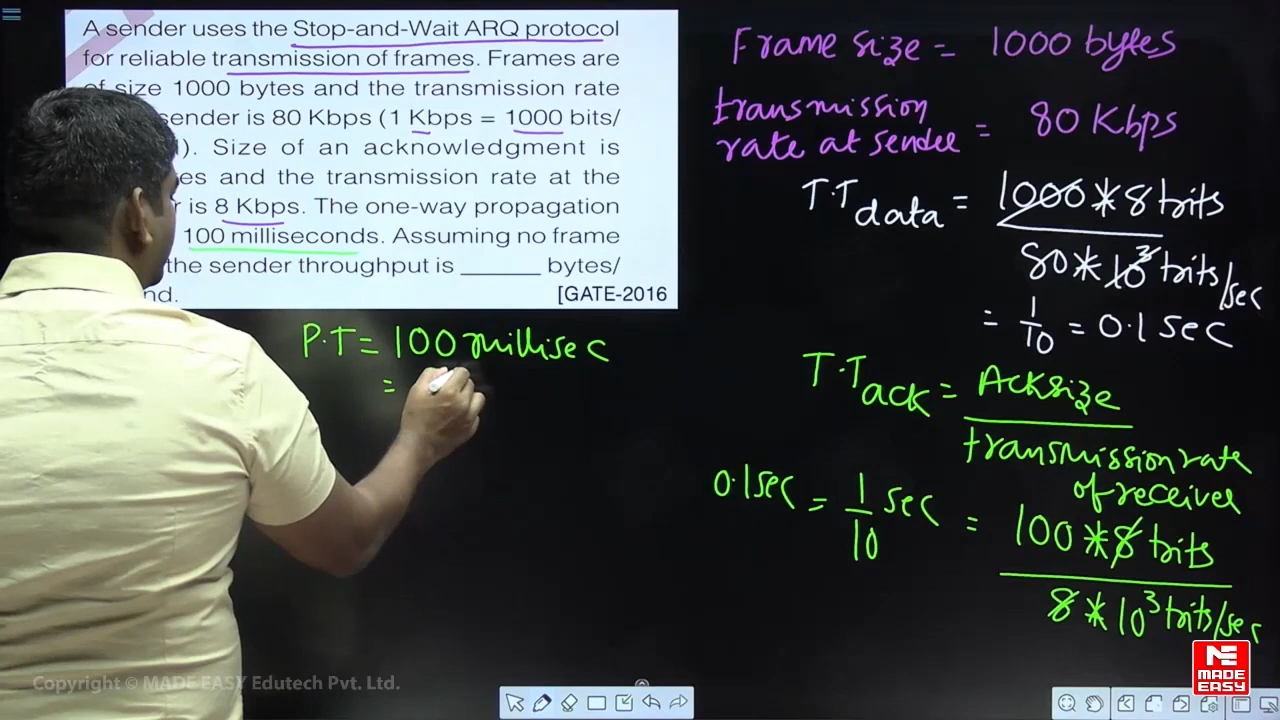 A sender uses the Stop-and-Wait ARQ protocol
for reliable transmission of frames. Frames are
of size 1000 bytes and the transmission rate
sender is 80 Kbps (1 Kbps = 1000 bits/
). Size of an acknowledgment is
es and the transmission rate at the
r is 8 Kbps. The one-way propagation
100 milliseconds. Assuming no frame
the sender throughput is ______ bytes/
nd. [GATE-2016
Frame size = 1000 bytes
transmission
rate at sender = 80 Kbps
T.T data = 1000 * 8 bits
80 * 10³ bits/sec
= 1/10 = 0.1 sec
P.T = 100 millisec
=
T.T ACK = Ack size
transmission rate
of receiver
0.1 sec = 1/10 sec = 100 * 8 bits
8 * 10³ bits/sec
Copyright © MADE EASY Edutech Pvt. Ltd.
ME
MADE
EASY